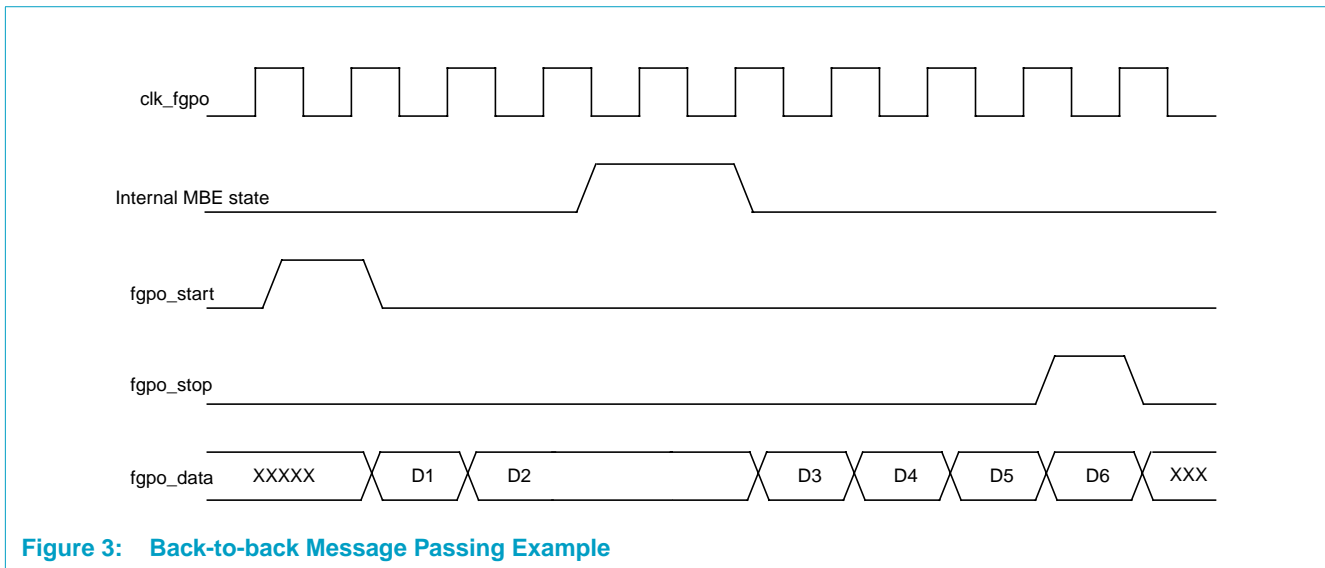 clk_fgpo
Internal MBE state
fgpo_start
fgpo_stop
fgpo_data XXXXX D1 D2 D3 D4 D5 D6 XXX
Figure 3: Back-to-back Message Passing Example